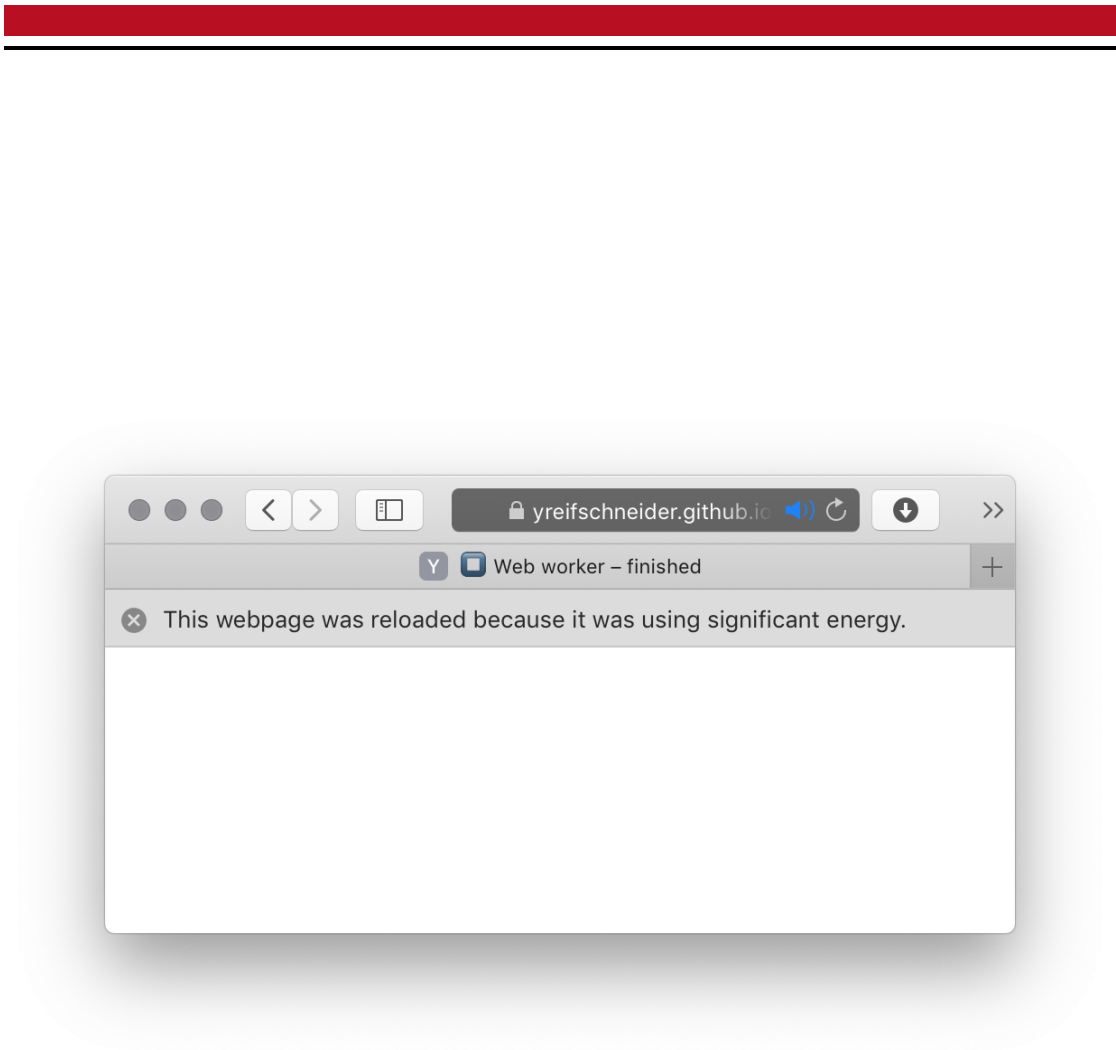 yreifschneider.github.io
Y Web worker – finished
This webpage was reloaded because it was using significant energy.